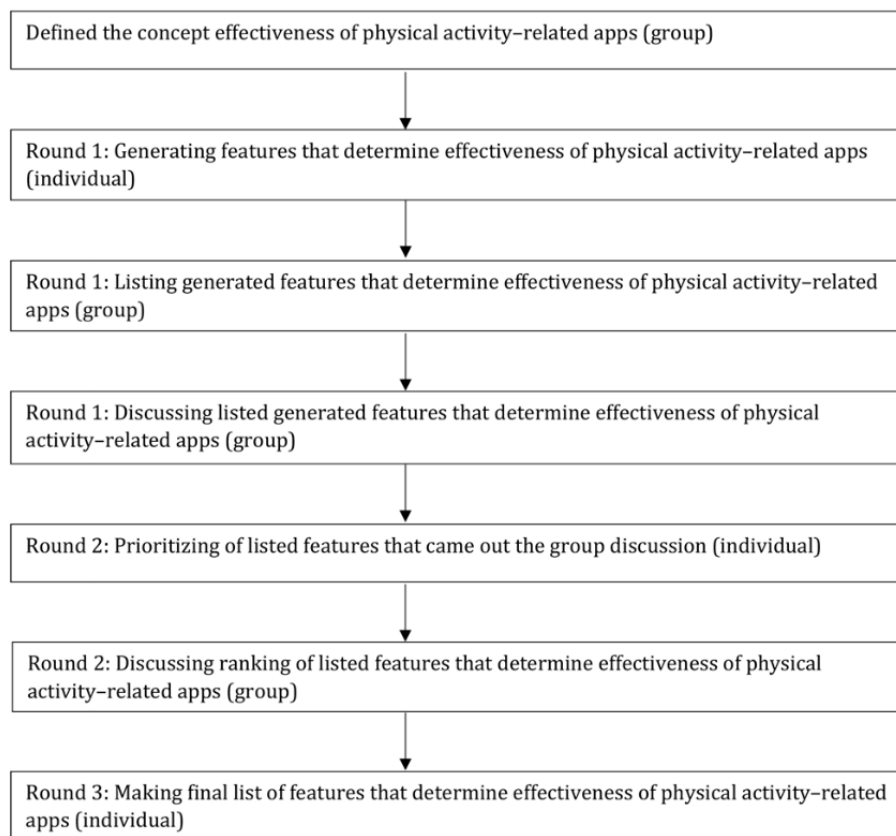 Defined the concept effectiveness of physical activity–related apps (group)
Round 1: Generating features that determine effectiveness of physical activity–related apps
(individual)
Round 1: Listing generated features that determine effectiveness of physical activity–related
apps (group)
Round 1: Discussing listed generated features that determine effectiveness of physical
activity–related apps (group)
Round 2: Prioritizing of listed features that came out the group discussion (individual)
Round 2: Discussing ranking of listed features that determine effectiveness of physical
activity–related apps (group)
Round 3: Making final list of features that determine effectiveness of physical activity–related
apps (individual)